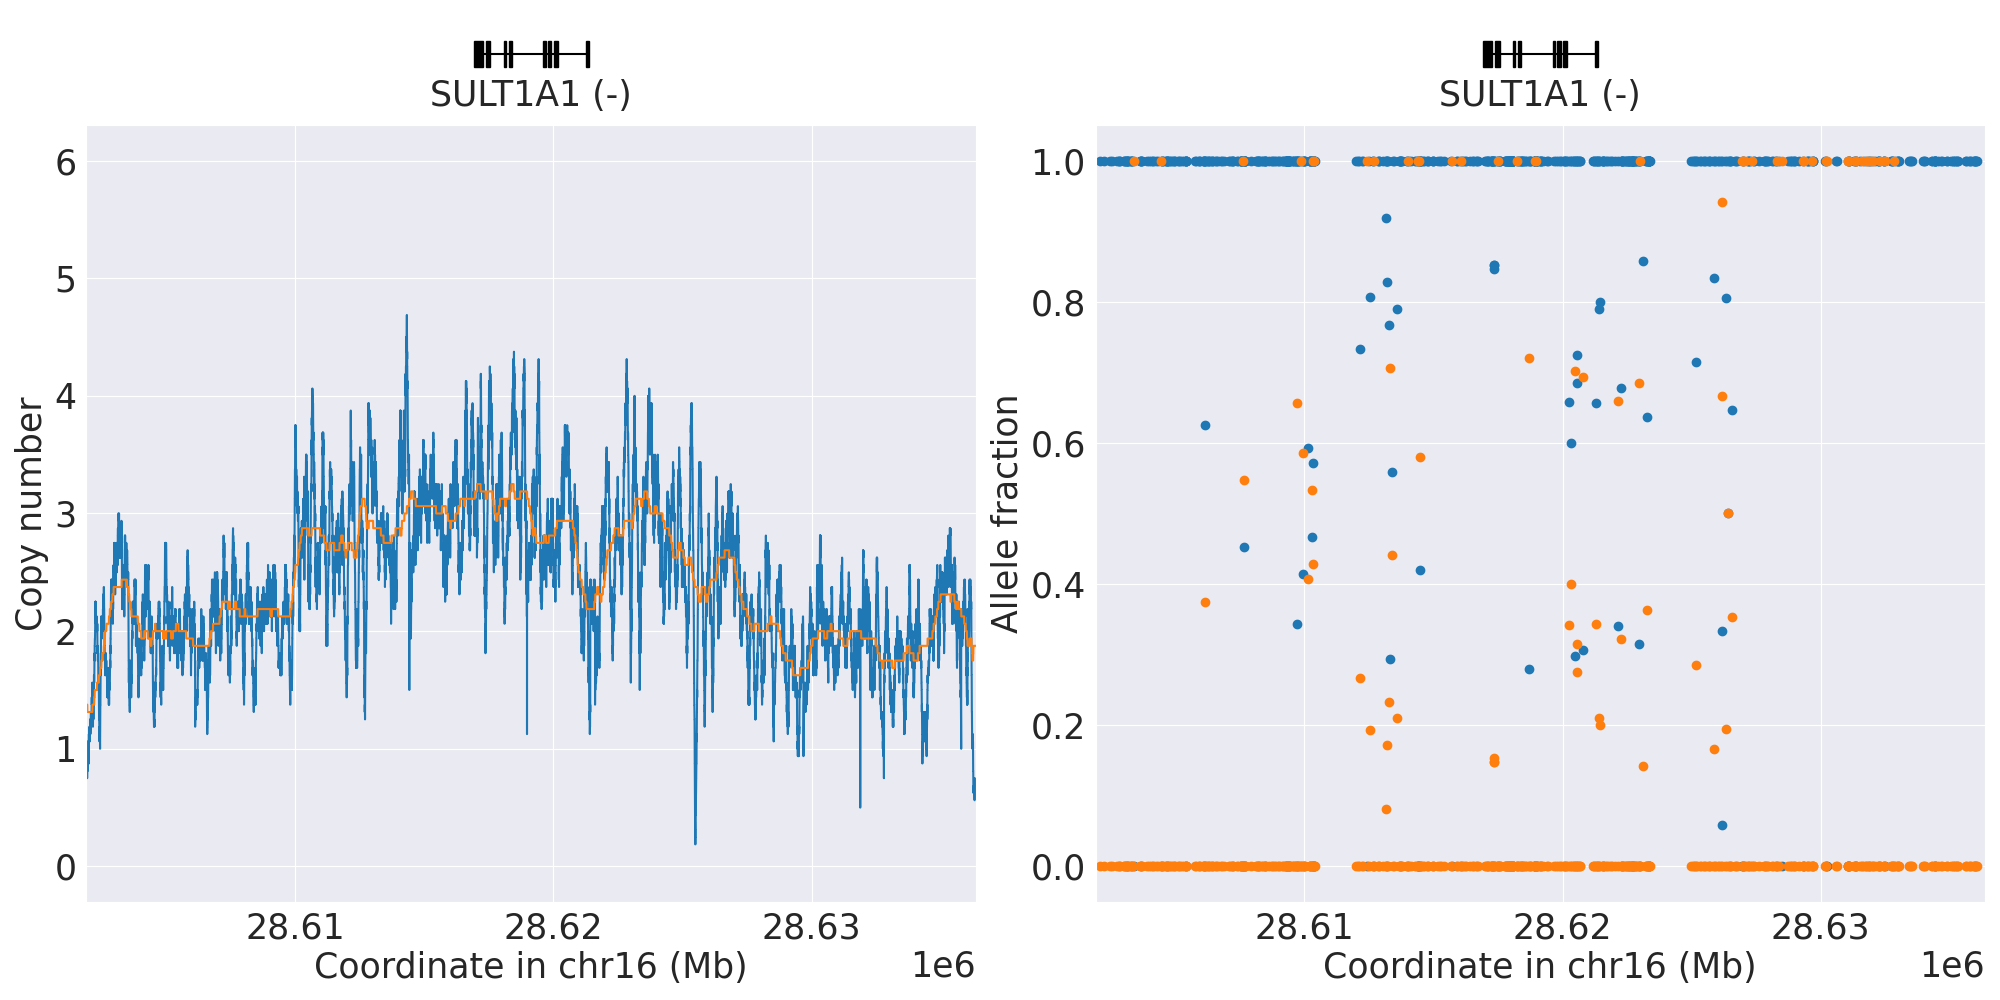 SULT1A1 (-)
Copy number
6
5
4
3
2
1
0
28.61
28.62
28.63
Coordinate in chr16 (Mb)
1e6
SULT1A1 (-)
Allele fraction
1.0
0.8
0.6
0.4
0.2
0.0
28.61
28.62
28.63
Coordinate in chr16 (Mb)
1e6